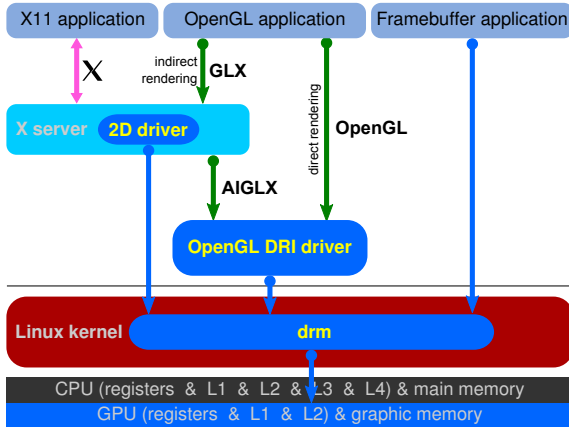 X11 application
OpenGL application
Framebuffer application
X
indirect
rendering
GLX
X server
2D driver
direct rendering
OpenGL
AIGLX
OpenGL DRI driver
Linux kernel
drm
CPU (registers & L1 & L2 & L3 & L4) & main memory
GPU (registers & L1 & L2) & graphic memory